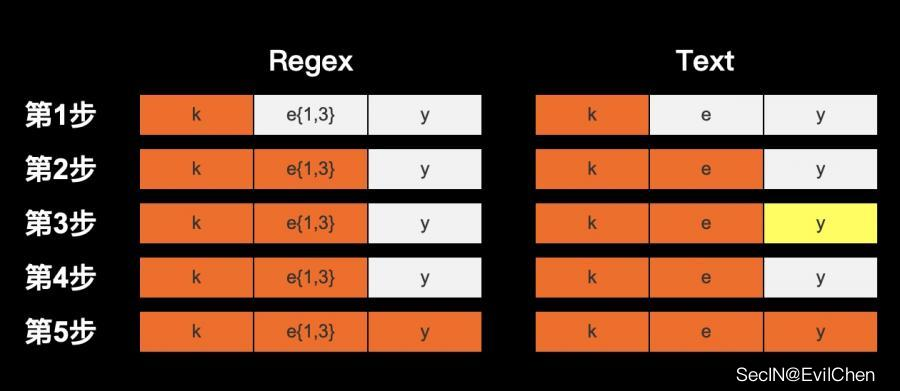 Regex Text
第1步 k e{1,3} y k e y
第2步 k e{1,3} y k e y
第3步 k e{1,3} y k e y
第4步 k e{1,3} y k e y
第5步 k e{1,3} y k e y
SecIN@EvilChen